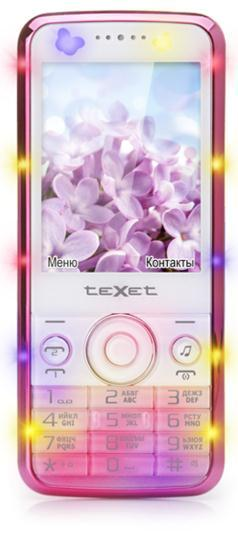 Меню Контакты
teXet
1 2 АБВГ ABC 3 ДЕЖЗ DEF
4 ИЙКЛ GHI 5 МНОП JKL 6 РСТУ MNO
7 ФХЦЧ PQRS 8 TUV 9 ЬЭЮЯ WXYZ
* 0 #